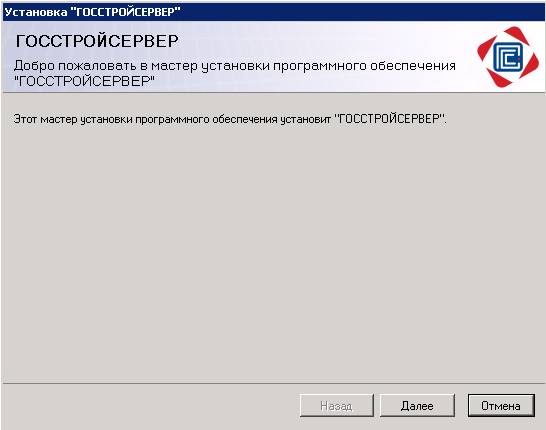 Установка "ГОССТРОЙСЕРВЕР"
ГОССТРОЙСЕРВЕР
Добро пожаловать в мастер установки программного обеспечения
"ГОССТРОЙСЕРВЕР"
Этот мастер установки программного обеспечения установит "ГОССТРОЙСЕРВЕР".
Назад Далее Отмена